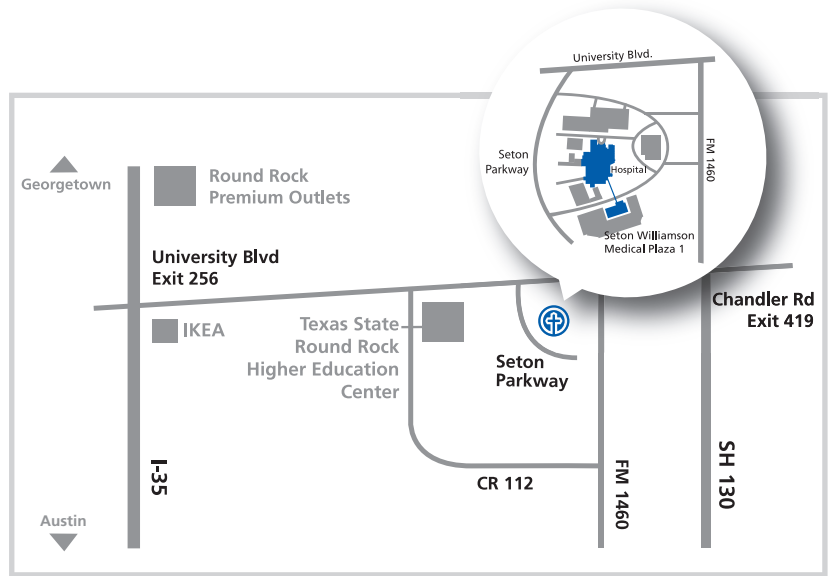 University Blvd.
Seton
Parkway
FM 1460
Hospital
Seton Williamson
Medical Plaza 1
Georgetown
Round Rock
Premium Outlets
University Blvd
Exit 256
Chandler Rd
Exit 419
IKEA
Texas State
Round Rock
Higher Education
Center
Seton
Parkway
I-35
CR 112
FM 1460
SH 130
Austin